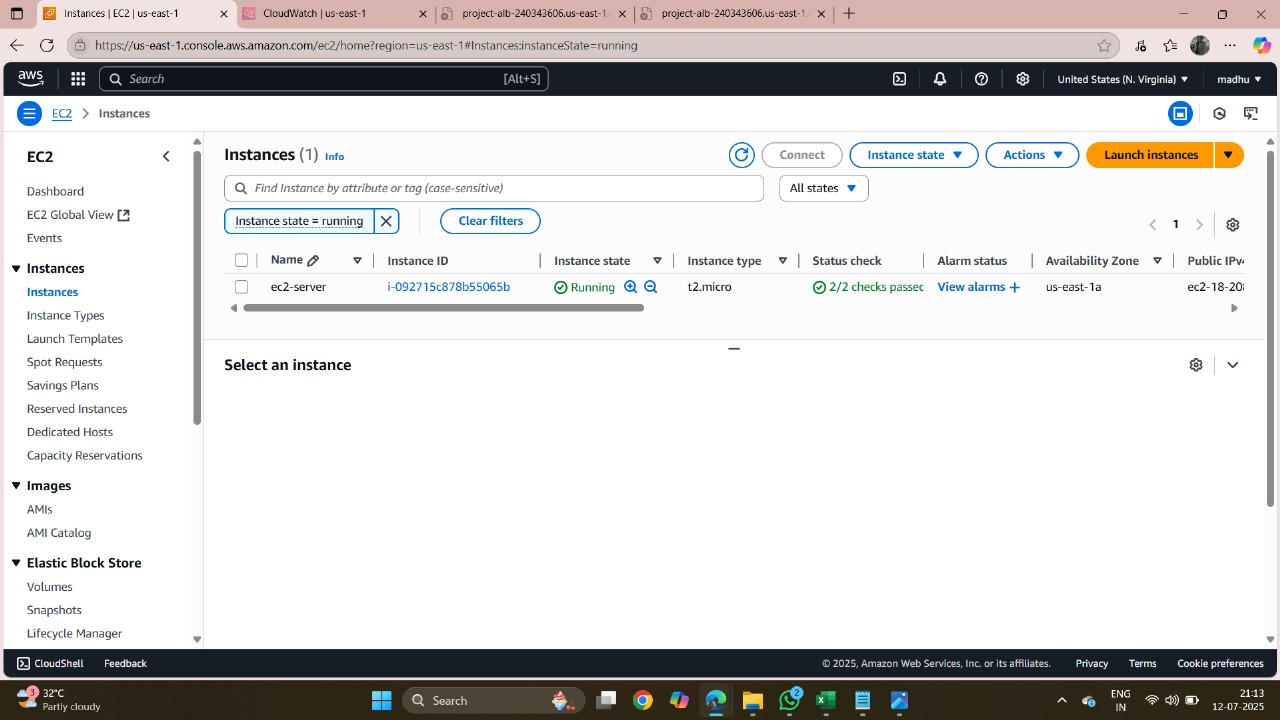 Instances | EC2 | us-east-1
CloudWatch | us-east-1
project-alb-240343606.us-east-1.
project-alb-240343606.us-east-1.
https://us-east-1.console.aws.amazon.com/ec2/home?region=us-east-1#Instances:instanceState=running
aws
Search
[Alt+S]
United States (N. Virginia)
madhu
EC2
Instances
EC2
Dashboard
EC2 Global View
Events
Instances
Instances
Instance Types
Launch Templates
Spot Requests
Savings Plans
Reserved Instances
Dedicated Hosts
Capacity Reservations
Images
AMIs
AMI Catalog
Elastic Block Store
Volumes
Snapshots
Lifecycle Manager
Instances (1) Info
Connect
Instance state
Actions
Launch instances
Find Instance by attribute or tag (case-sensitive)
All states
Instance state = running
Clear filters
1
Name Instance ID Instance state Instance type Status check Alarm status Availability Zone Public IPv4
ec2-server i-092715c878b55065b Running t2.micro 2/2 checks passec View alarms + us-east-1a ec2-18-20
Select an instance
CloudShell Feedback
© 2025, Amazon Web Services, Inc. or its affiliates. Privacy Terms Cookie preferences
3
32°C
Partly cloudy
Search
2
ENG
IN
21:13
12-07-2025